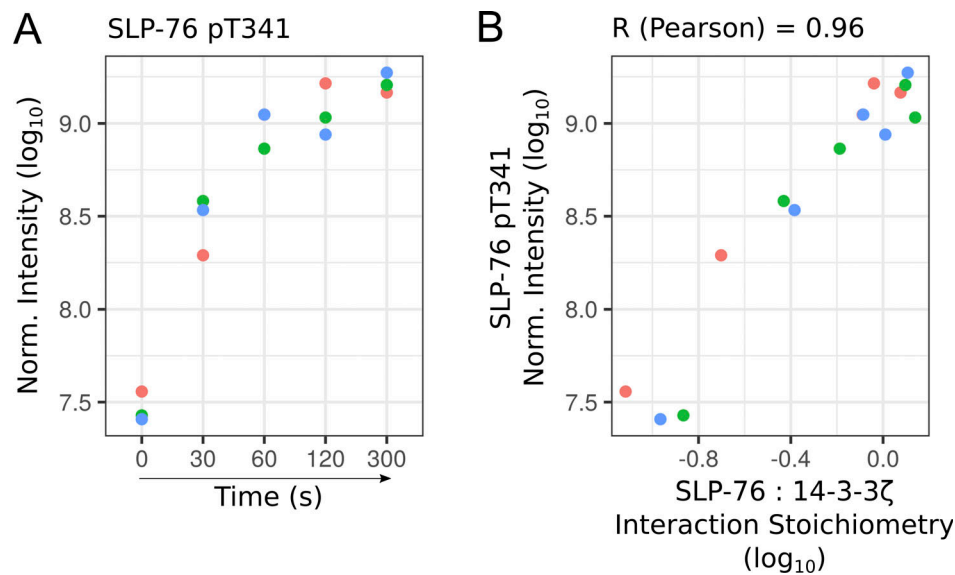 A
SLP-76 pT341
Norm. Intensity (log10)
9.0
8.5
8.0
7.5
0 30 60 120 300
Time (s)
B
R (Pearson) = 0.96
SLP-76 pT341
Norm. Intensity (log10)
9.0
8.5
8.0
7.5
-0.8 -0.4 0.0
SLP-76 : 14-3-3ζ
Interaction Stoichiometry
(log10)